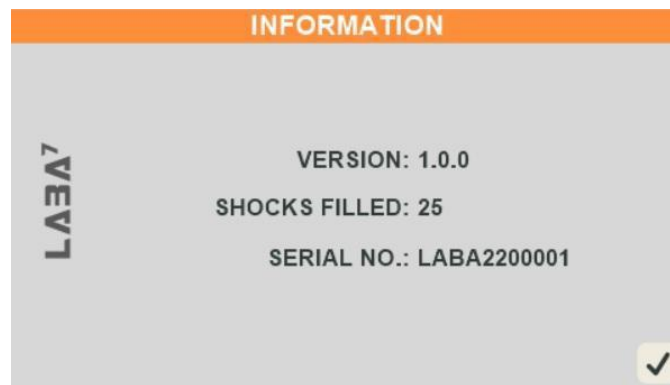 INFORMATION
LABA7
VERSION: 1.0.0
SHOCKS FILLED: 25
SERIAL NO.: LABA2200001